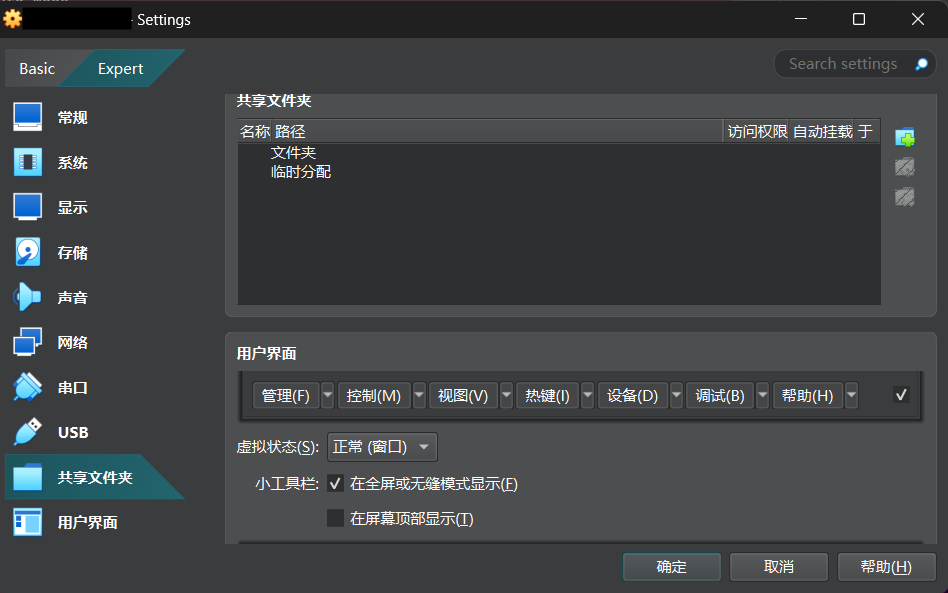 - Settings
Basic
Expert
Search settings
常规
系统
显示
存储
声音
网络
串口
USB
共享文件夹
用户界面
共享文件夹
名称 路径 访问权限 自动挂载 于
文件夹
临时分配
用户界面
管理(F) 控制(M) 视图(V) 热键(I) 设备(D) 调试(B) 帮助(H)
虚拟状态(S): 正常 (窗口)
小工具栏: 在全屏或无缝模式显示(F)
在屏幕顶部显示(T)
确定 取消 帮助(H)